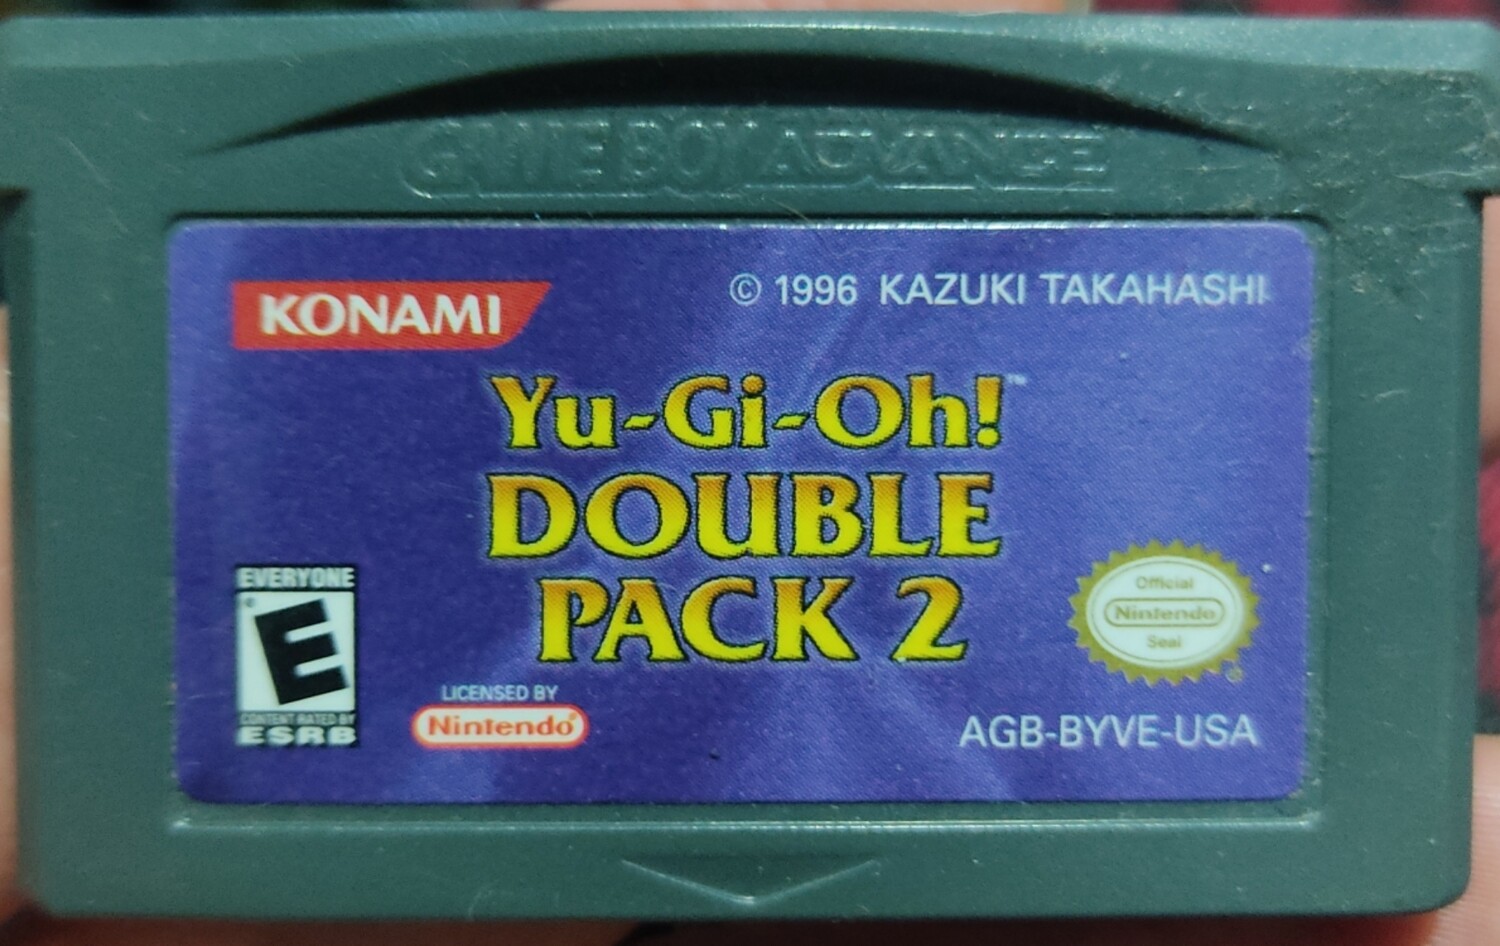 GAME BOY ADVANCE
KONAMI
© 1996 KAZUKI TAKAHASHI
Yu-Gi-Oh!™
DOUBLE
PACK 2
EVERYONE
E
CONTENT RATED BY
ESRB
LICENSED BY
Nintendo®
Official
Nintendo
Seal
AGB-BYVE-USA